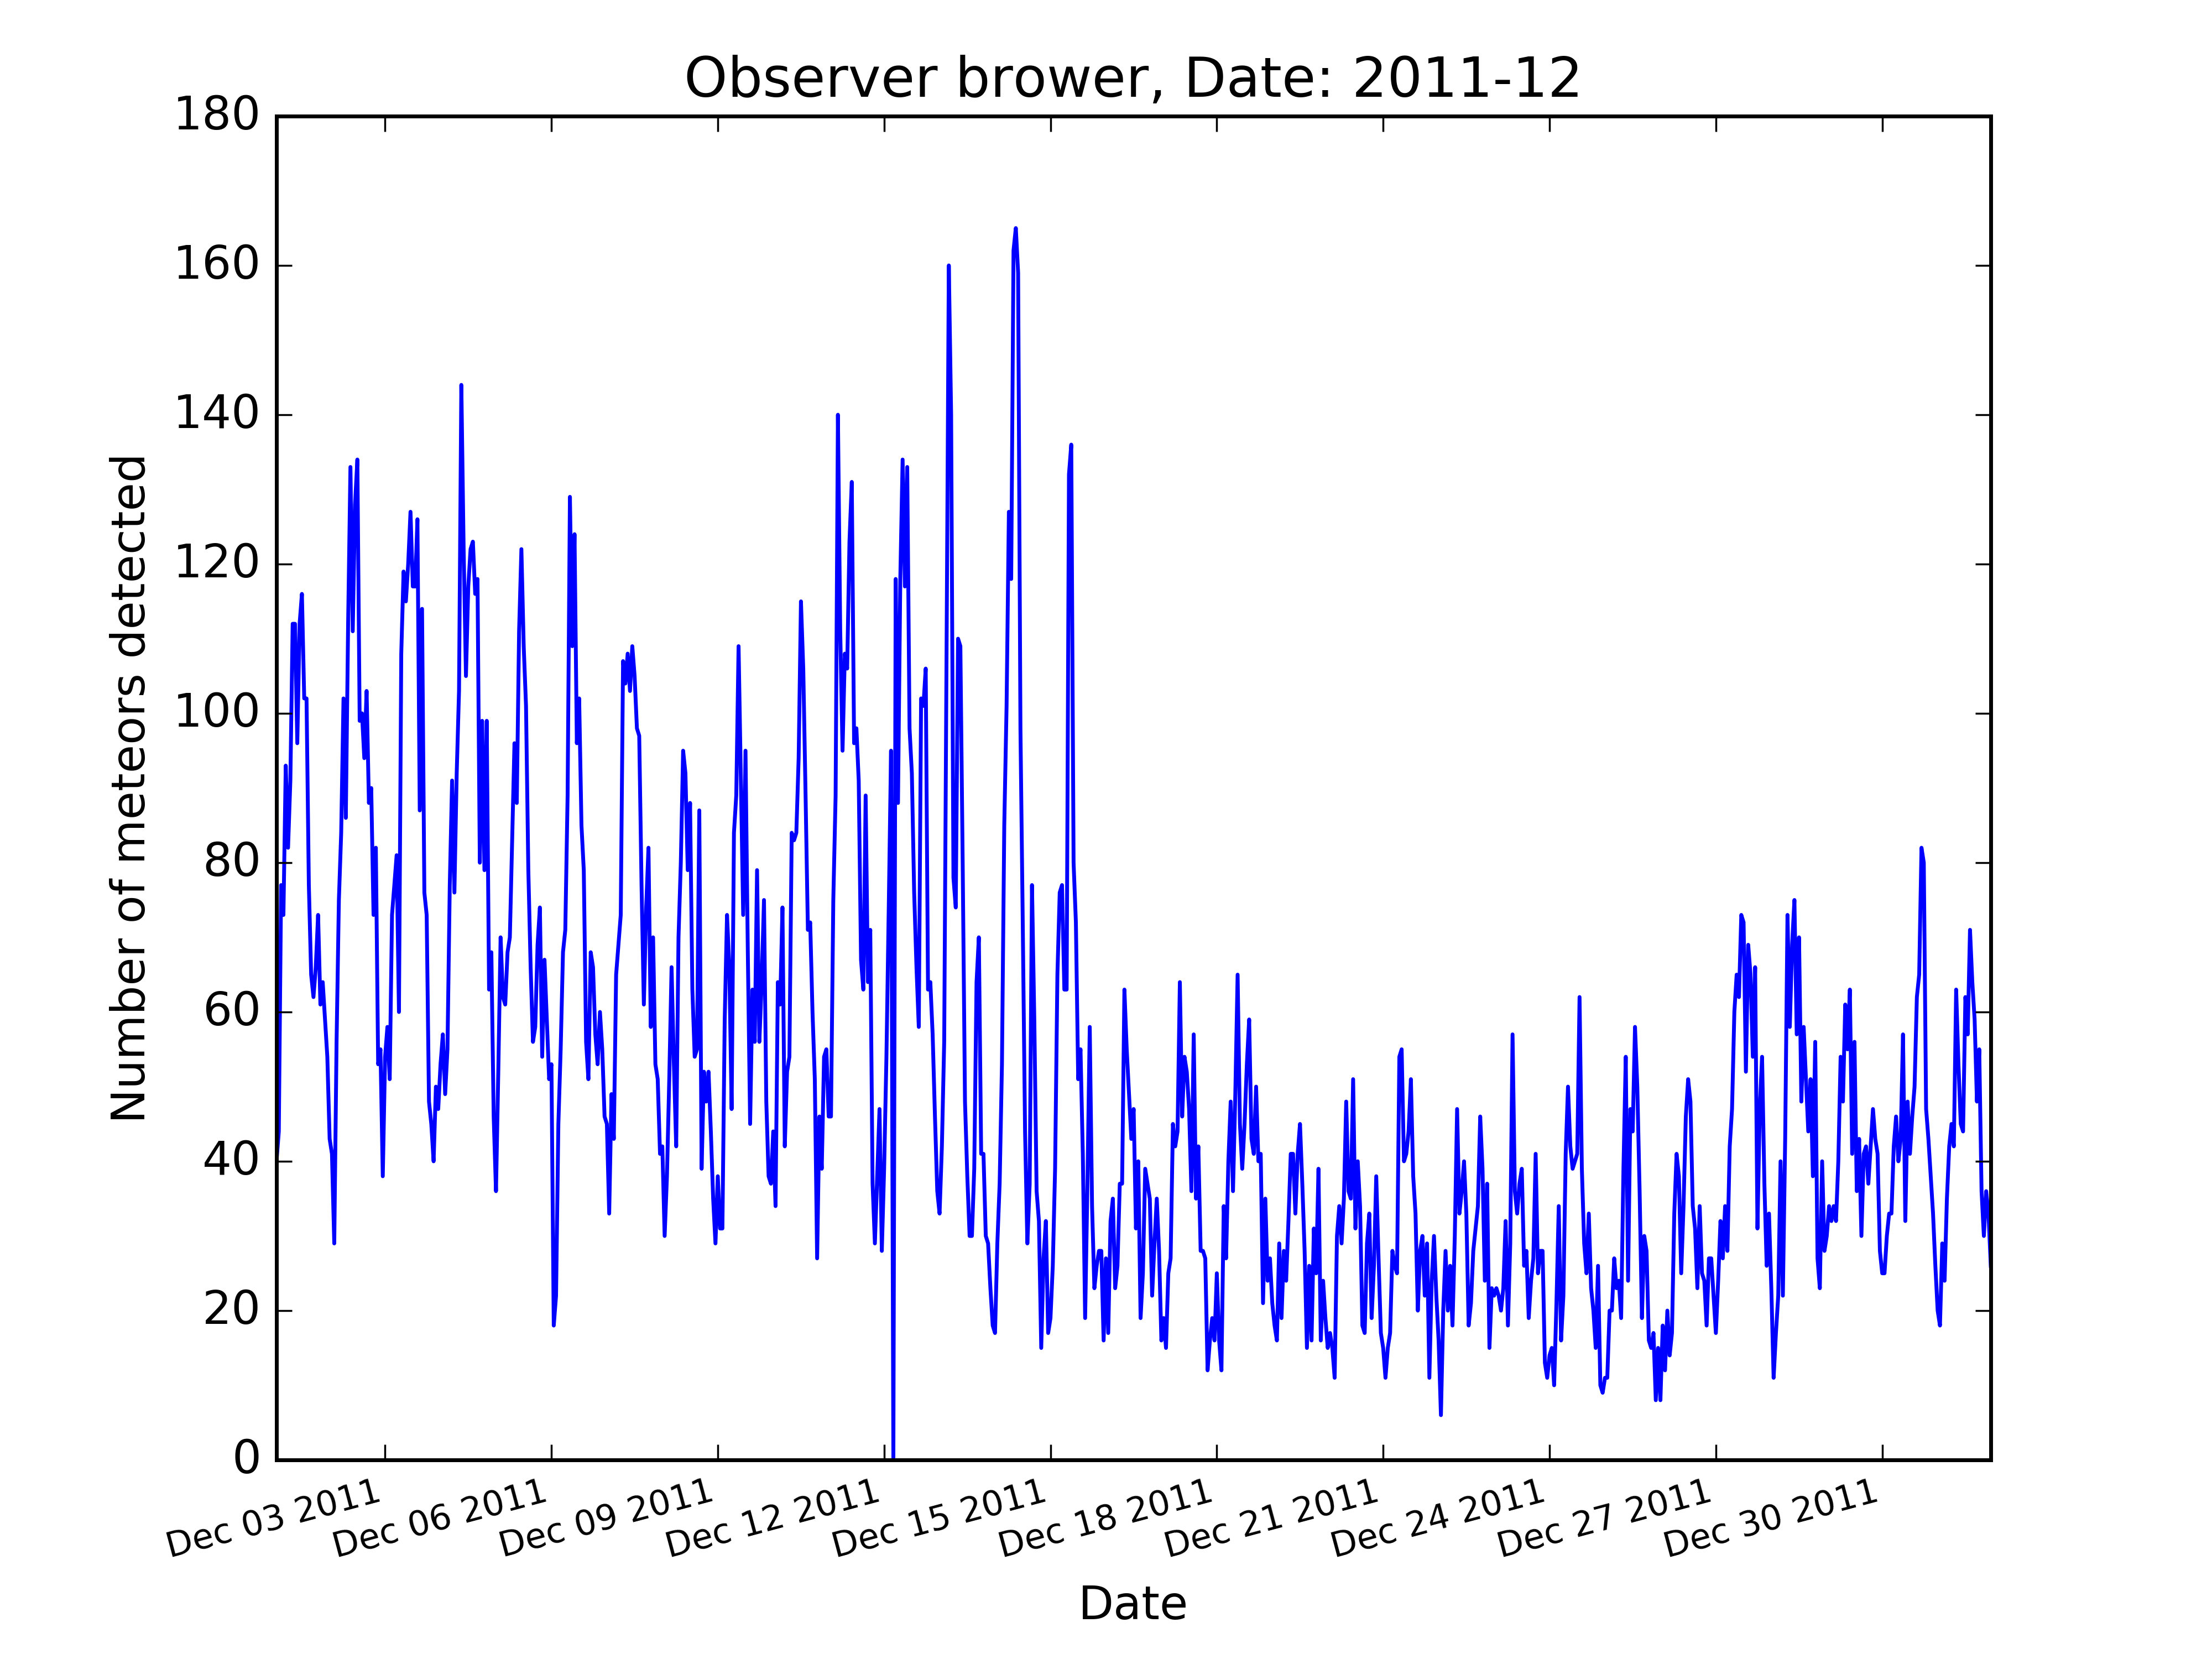 Observer brower, Date: 2011-12
180
160
140
120
100
80
60
40
20
0
Number of meteors detected
Dec 03 2011
Dec 06 2011
Dec 09 2011
Dec 12 2011
Dec 15 2011
Dec 18 2011
Dec 21 2011
Dec 24 2011
Dec 27 2011
Dec 30 2011
Date